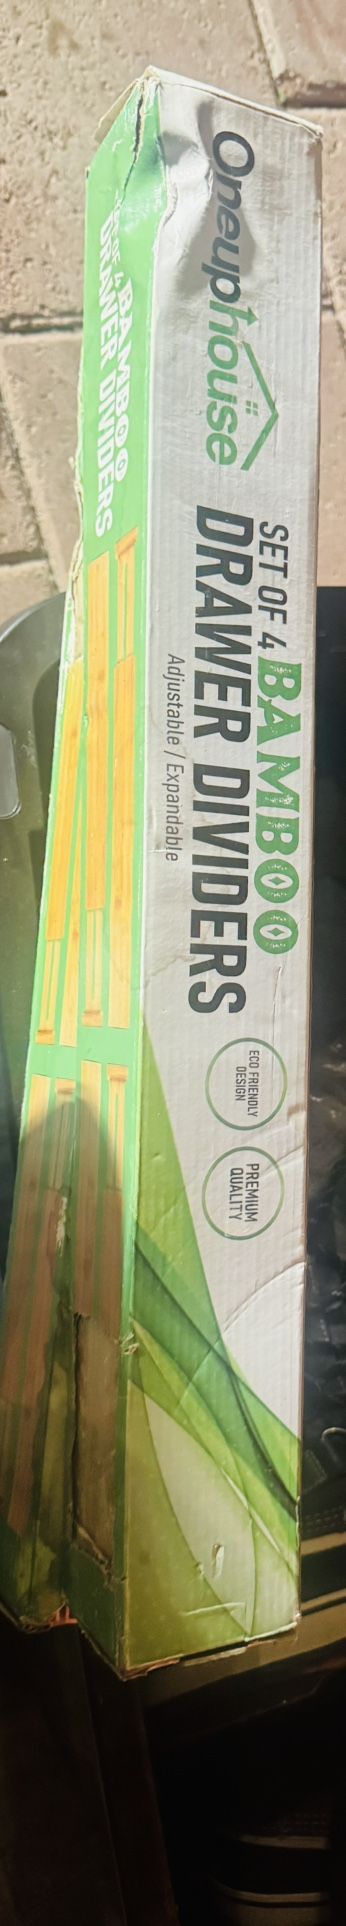 Oneuphouse
SET OF 4 BAMBOO
DRAWER DIVIDERS
Adjustable / Expandable
ECO FRIENDLY
DESIGN
PREMIUM
QUALITY
SET OF 4 BAMBOO
DRAWER DIVIDERS